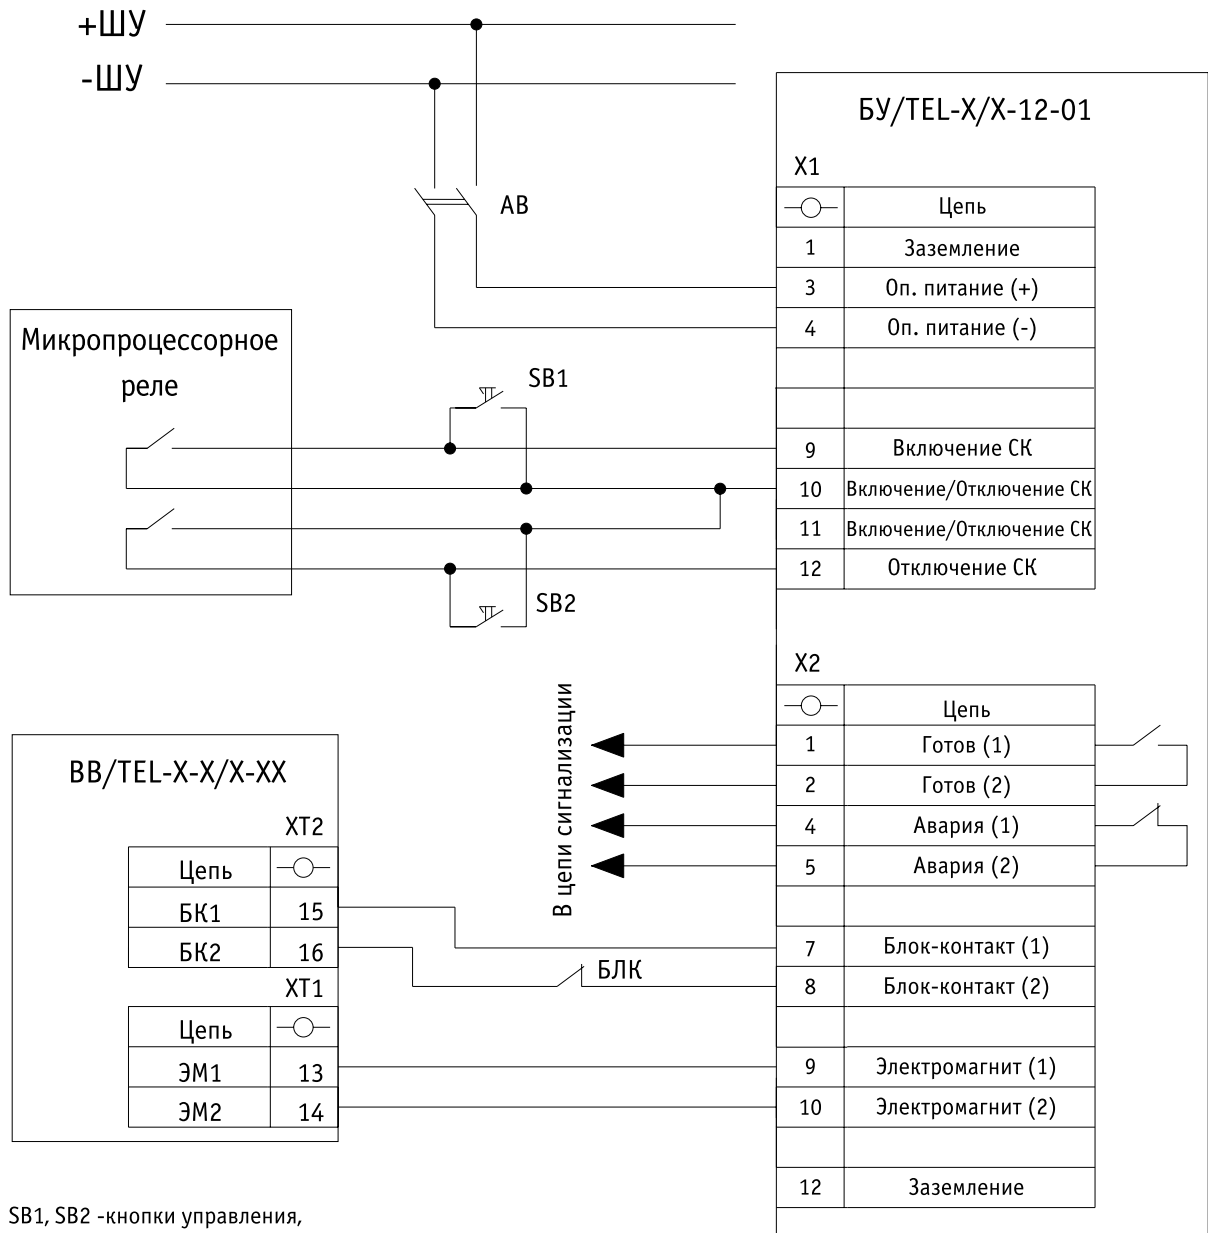 +ШУ
-ШУ
БУ/TEL-X/X-12-01
X1
Цепь
1 Заземление
АВ
3 Оп. питание (+)
4 Оп. питание (-)
Микропроцессорное
реле
SB1
9 Включение СК
10 Включение/Отключение СК
11 Включение/Отключение СК
12 Отключение СК
SB2
X2
Цепь
В цепи сигнализации
1 Готов (1)
2 Готов (2)
4 Авария (1)
5 Авария (2)
7 Блок-контакт (1)
8 Блок-контакт (2)
9 Электромагнит (1)
10 Электромагнит (2)
12 Заземление
ВВ/TEL-X-X/X-XX
XT2
Цепь
БК1 15
БК2 16
БЛК
XT1
Цепь
ЭМ1 13
ЭМ2 14
SB1, SB2 -кнопки управления,